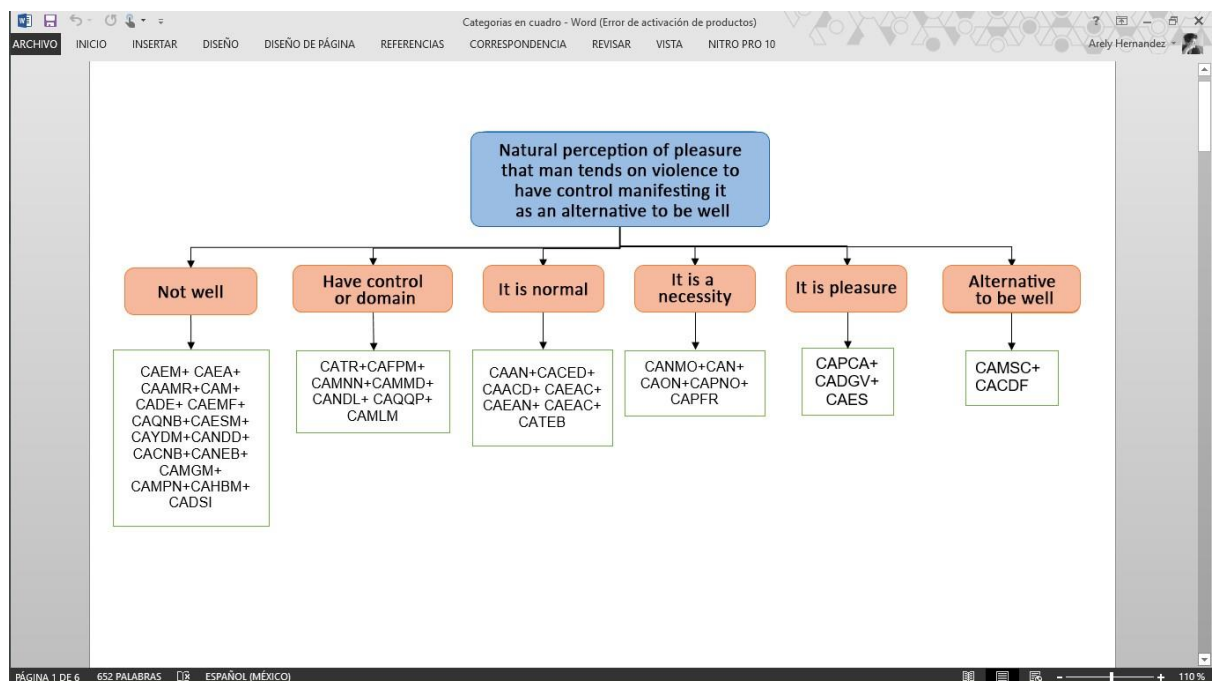 Categorias en cuadro - Word (Error de activación de productos)
?
ARCHIVO INICIO INSERTAR DISEÑO DISEÑO DE PÁGINA REFERENCIAS CORRESPONDENCIA REVISAR VISTA NITRO PRO 10 Arely Hernandez
Natural perception of pleasure
that man tends on violence to
have control manifesting it
as an alternative to be well
Not well
Have control
or domain
It is normal
It is a
necessity
It is pleasure
Alternative
to be well
CAEM+ CAEA+
CAAMR+CAM+
CADE+ CAEMF+
CAQNB+CAESM+
CAYDM+CANDD+
CACNB+CANEB+
CAMGM+
CAMPN+CAHBM+
CADSI
CATR+CAFPM+
CAMNN+CAMMD+
CANDL+ CAQQP+
CAMLM
CAAN+CACED+
CAACD+ CAEAC+
CAEAN+ CAEAC+
CATEB
CANMO+CAN+
CAON+CAPNO+
CAPFR
CAPCA+
CADGV+
CAES
CAMSC+
CACDF
PÁGINA 1 DE 6 652 PALABRAS ESPAÑOL (MÉXICO) 110 %